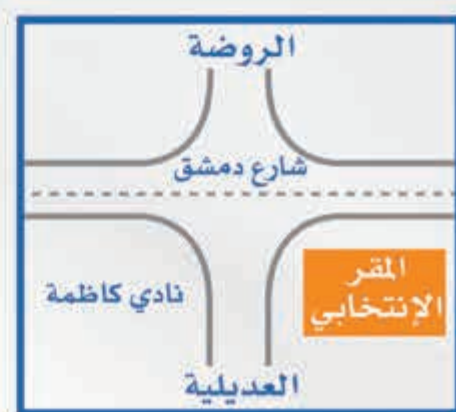 الروضة
شارع دمشق
المقر
الإنتخابي
نادي كاظمة
العديلية